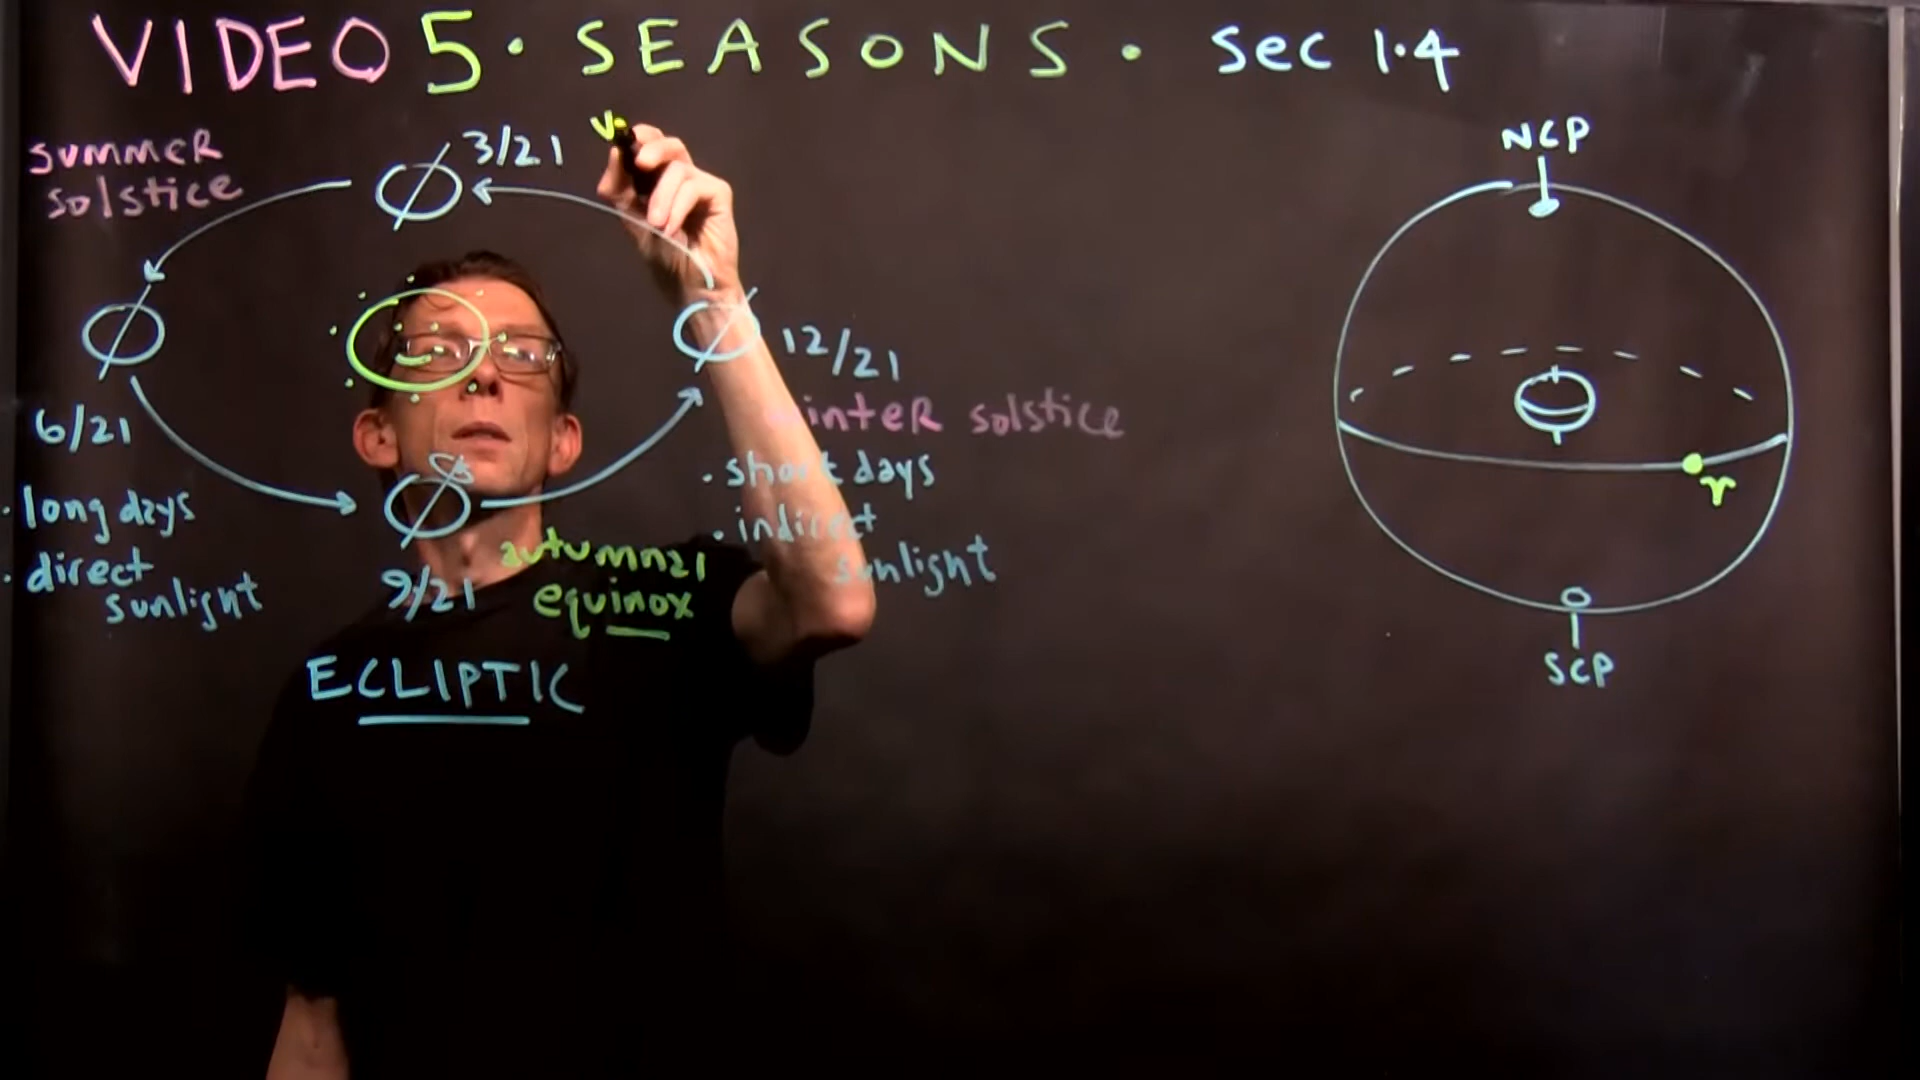 VIDEO 5 · SEASONS · sec 1.4
summer
solstice
3/21
NCP
12/21
winter solstice
· short days
· indirect
sunlight
6/21
· long days
· direct
sunlight
9/21
autumnal
equinox
ECLIPTIC
♈
SCP